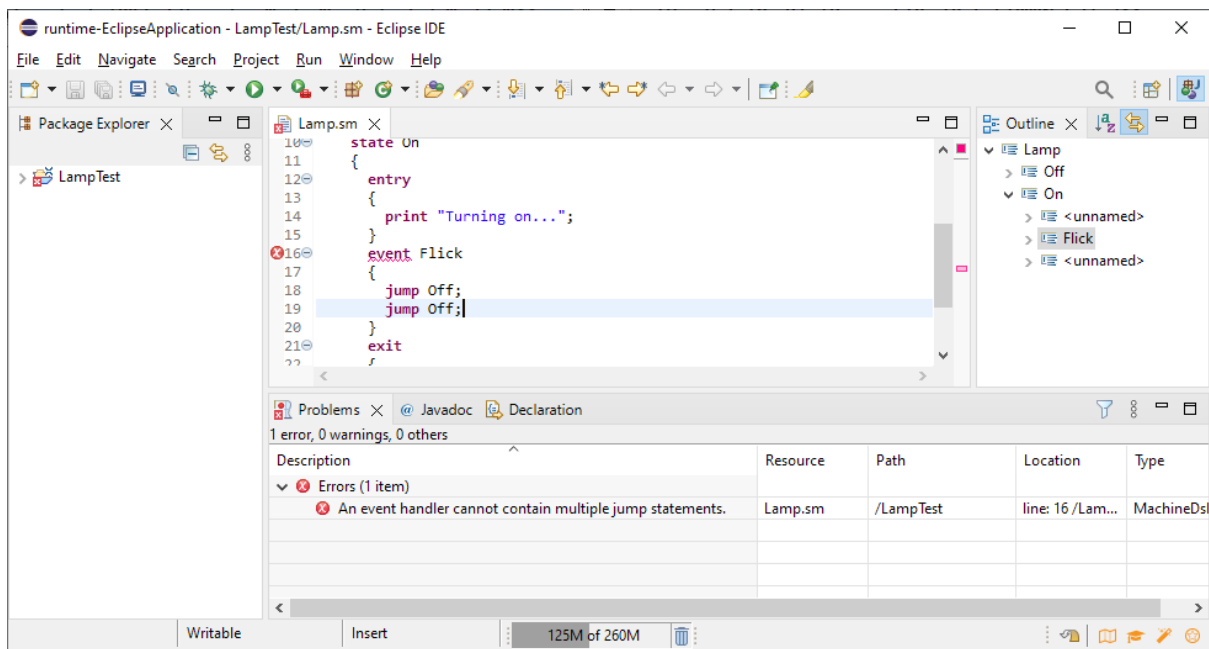 runtime-EclipseApplication - LampTest/Lamp.sm - Eclipse IDE
File Edit Navigate Search Project Run Window Help
Package Explorer
LampTest
Lamp.sm
10 state On
11 {
12 entry
13 {
14 print "Turning on...";
15 }
16 event Flick
17 {
18 jump Off;
19 jump Off;
20 }
21 exit
22 {
Outline
Lamp
Off
On
<unnamed>
Flick
<unnamed>
Problems @ Javadoc Declaration
1 error, 0 warnings, 0 others
Description Resource Path Location Type
Errors (1 item)
An event handler cannot contain multiple jump statements. Lamp.sm /LampTest line: 16 /Lam... MachineDsl
Writable Insert 125M of 260M